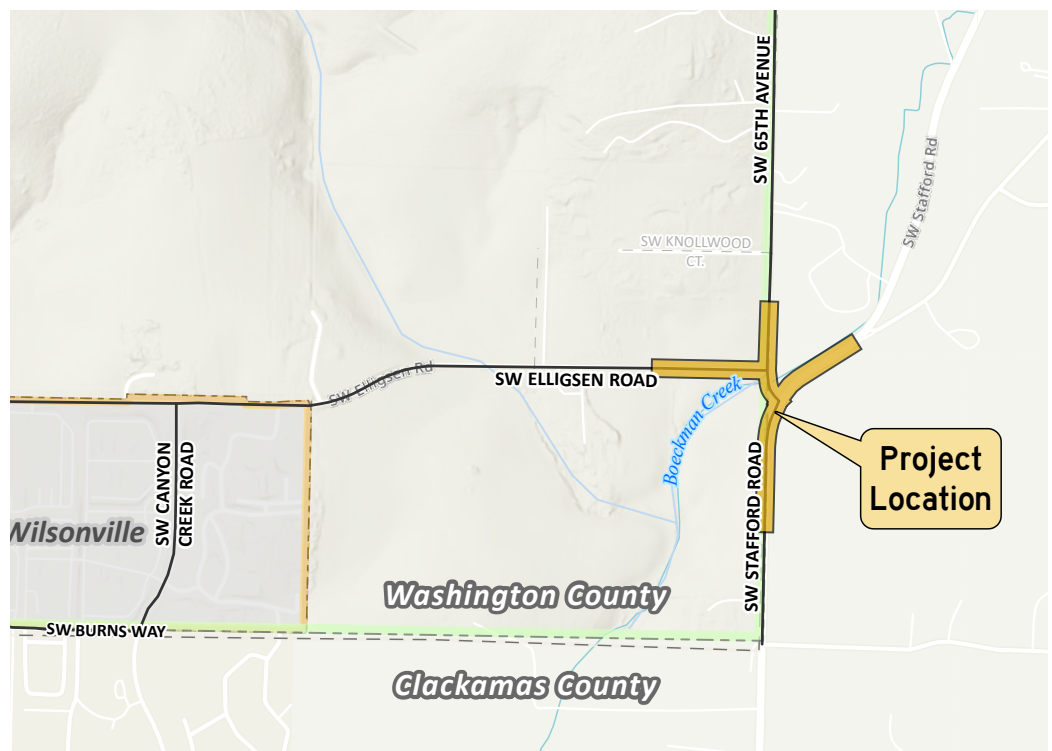 SW 65TH AVENUE
SW Stafford Rd
SW KNOLLWOOD
CT.
SW Elligsen Rd
SW ELLIGSEN ROAD
Boeckman Creek
SW CANYON
CREEK ROAD
Wilsonville
SW STAFFORD ROAD
Project
Location
Washington County
SW BURNS WAY
Clackamas County